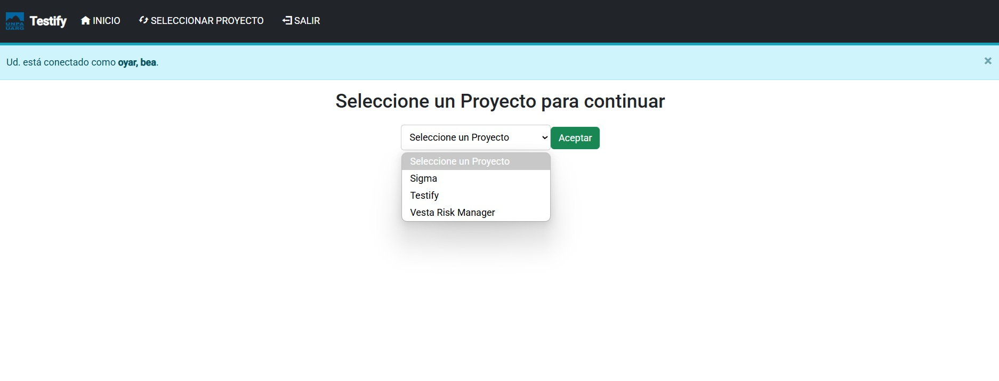 UNPA
UARG
Testify
INICIO
SELECCIONAR PROYECTO
SALIR
Ud. está conectado como oyar, bea.
×
Seleccione un Proyecto para continuar
Seleccione un Proyecto
Aceptar
Seleccione un Proyecto
Sigma
Testify
Vesta Risk Manager